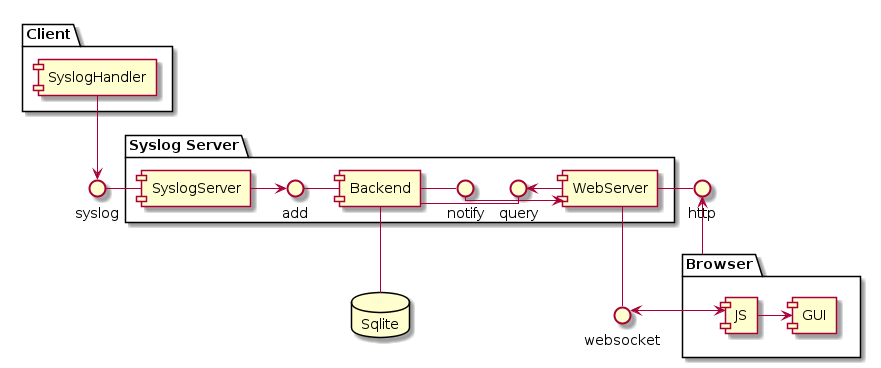 Client
SyslogHandler
Syslog Server
SyslogServer
Backend
WebServer
syslog
add
notify
query
http
Browser
Sqlite
JS
GUI
websocket